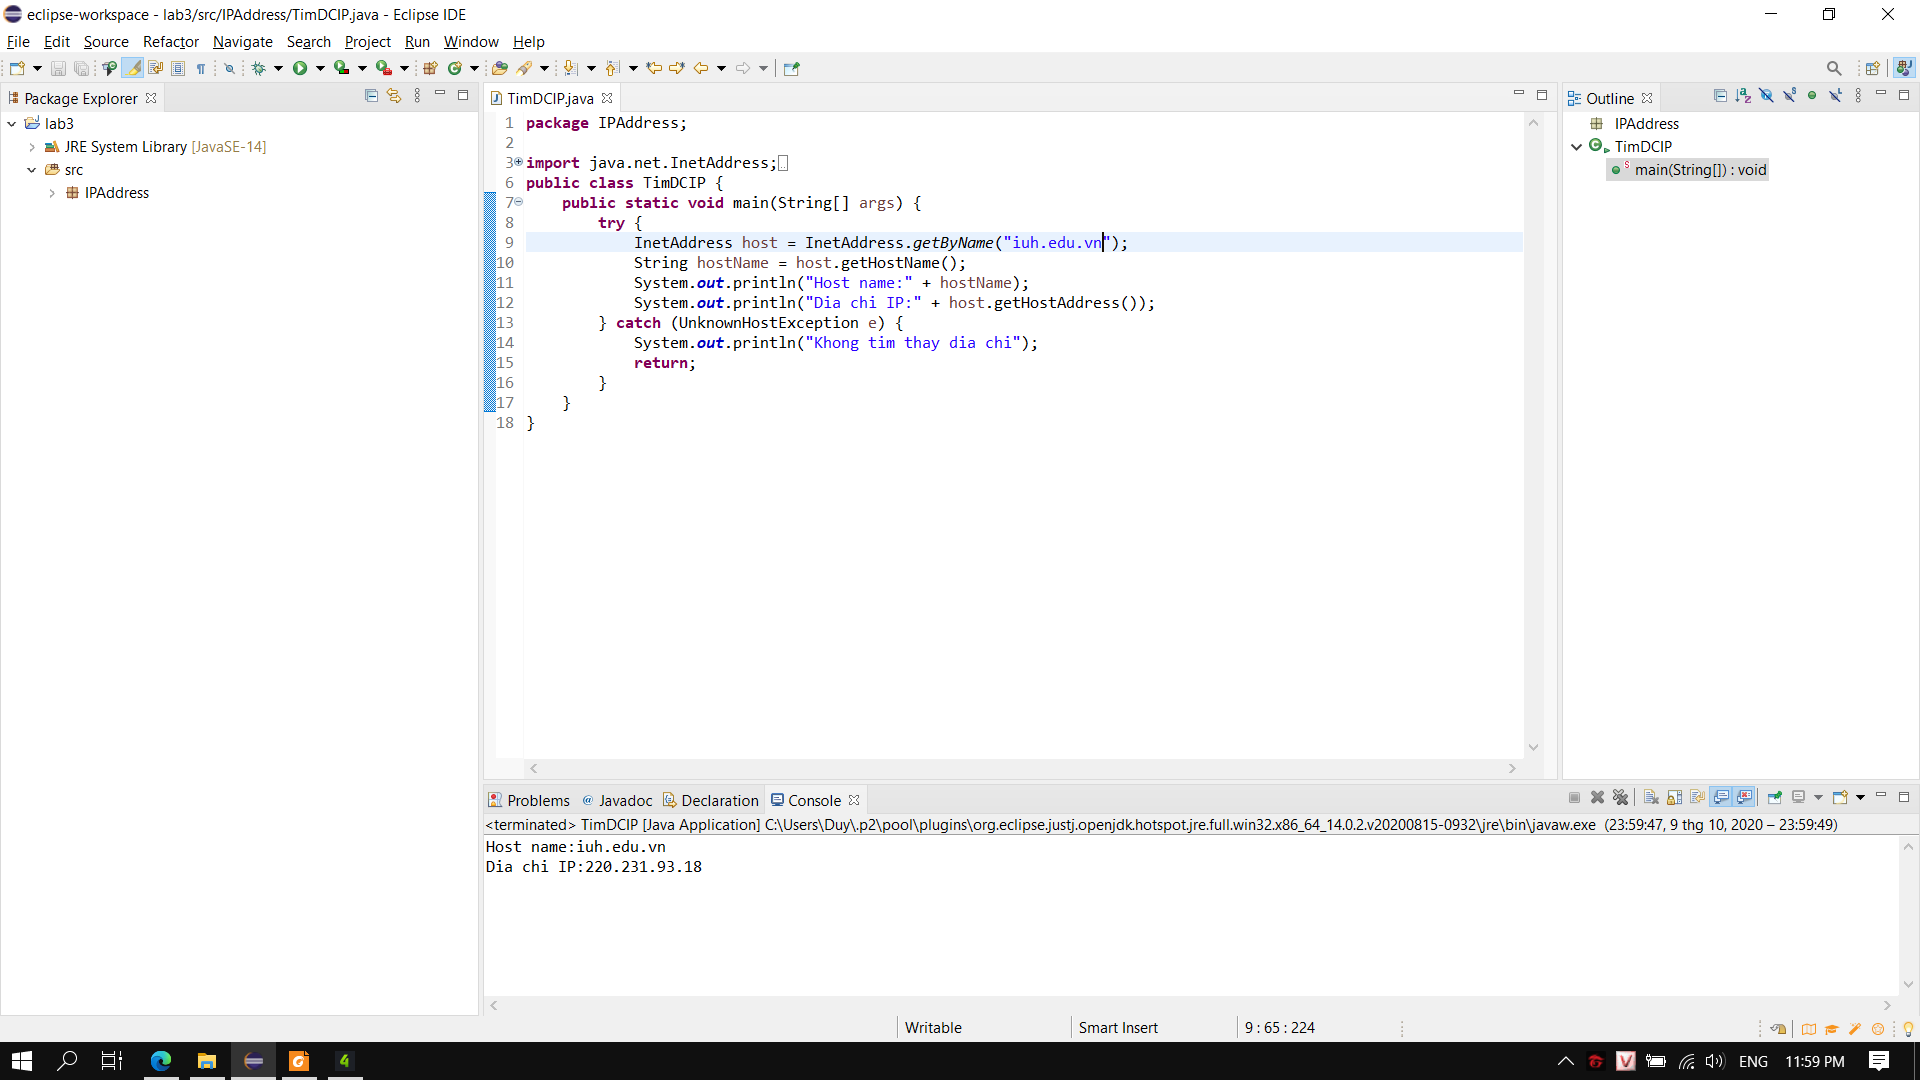 eclipse-workspace - lab3/src/IPAddress/TimDCIP.java - Eclipse IDE
File Edit Source Refactor Navigate Search Project Run Window Help
Package Explorer
lab3
JRE System Library [JavaSE-14]
src
IPAddress
TimDCIP.java
1 package IPAddress;
2
3 import java.net.InetAddress;
6 public class TimDCIP {
7 public static void main(String[] args) {
8 try {
9 InetAddress host = InetAddress.getByName("iuh.edu.vn");
10 String hostName = host.getHostName();
11 System.out.println("Host name:" + hostName);
12 System.out.println("Dia chi IP:" + host.getHostAddress());
13 } catch (UnknownHostException e) {
14 System.out.println("Khong tim thay dia chi");
15 return;
16 }
17 }
18 }
Outline
IPAddress
TimDCIP
main(String[]) : void
Problems Javadoc Declaration Console
<terminated> TimDCIP [Java Application] C:\Users\Duy\.p2\pool\plugins\org.eclipse.justj.openjdk.hotspot.jre.full.win32.x86_64_14.0.2.v20200815-0932\jre\bin\javaw.exe (23:59:47, 9 thg 10, 2020 – 23:59:49)
Host name:iuh.edu.vn
Dia chi IP:220.231.93.18
Writable Smart Insert 9 : 65 : 224
ENG 11:59 PM